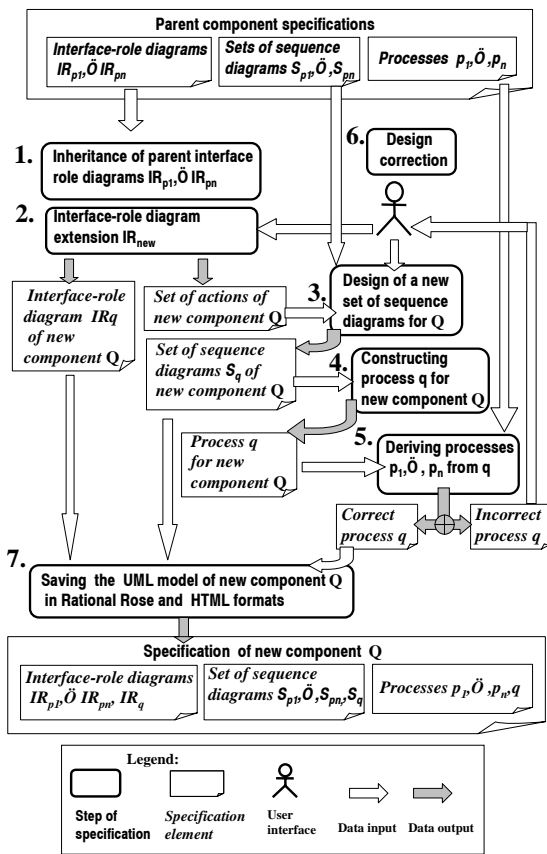 Parent component specifications
Interface-role diagrams
IRp1,Ö IRpn
Sets of sequence
diagrams Sp1,Ö,Spn
Processes p1,Ö,pn
1.
Inheritance of parent interface
role diagrams IRp1,Ö IRpn
6.
Design
correction
2.
Interface-role diagram
extension IRnew
Interface-role
diagram IRq
of new
component Q
Set of actions of
new component Q
3.
Design of a new
set of sequence
diagrams for Q
Set of sequence
diagrams Sq of
new component Q
4.
Constructing
process q for
new component Q
Process q
for new
component Q
5.
Deriving processes
p1,Ö , pn from q
Correct
process q
Incorrect
process q
7.
Saving the UML model of new component Q
in Rational Rose and HTML formats
Specification of new component Q
Interface-role diagrams
IRp1,Ö IRpn, IRq
Set of sequence
diagrams Sp1,Ö,Spn,Sq
Processes p1,Ö ,pn,q
Legend:
Step of
specification
Specification
element
User
interface
Data input
Data output